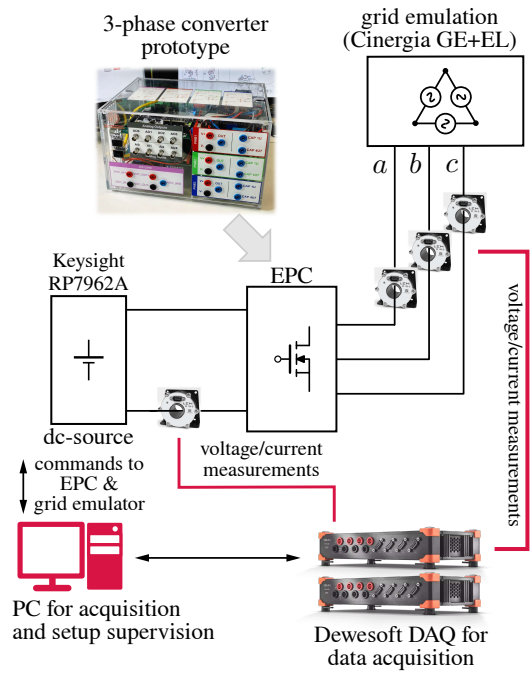 3-phase converter
prototype
grid emulation
(Cinergia GE+EL)
a b c
Keysight
RP7962A
EPC
dc-source
voltage/current
measurements
voltage/current measurements
commands to
EPC &
grid emulator
PC for acquisition
and setup supervision
Dewesoft DAQ for
data acquisition